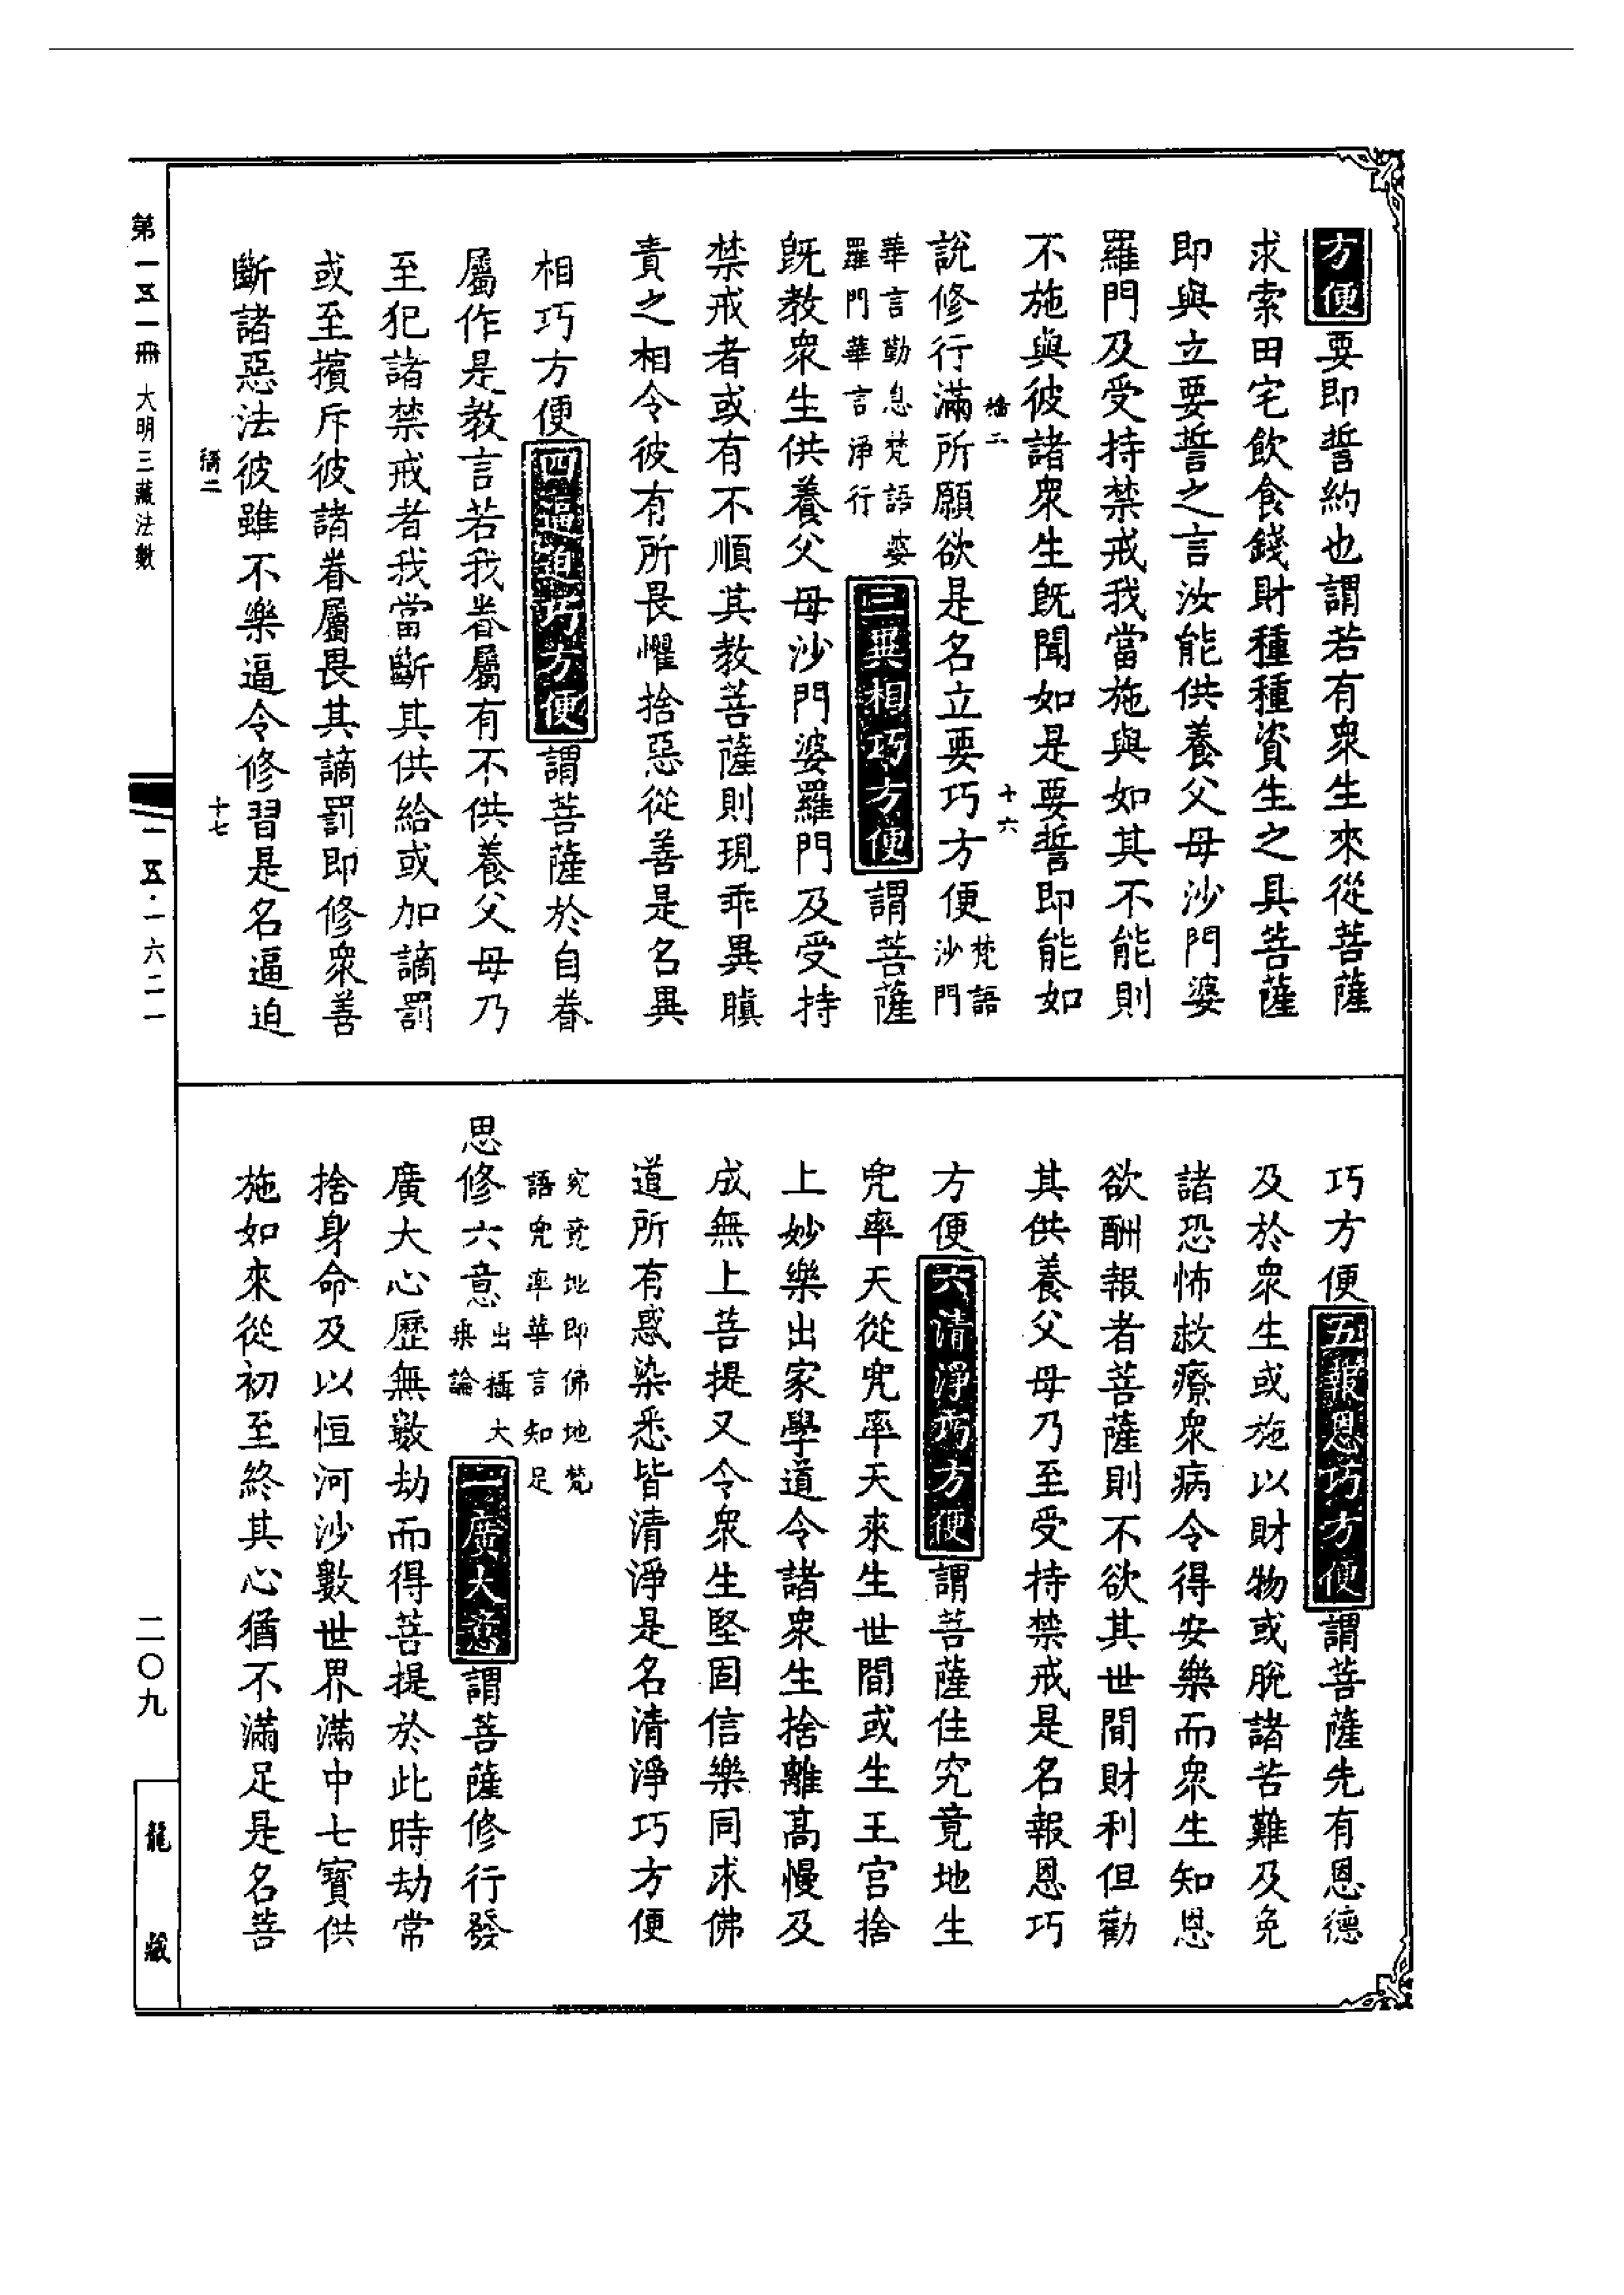 方便要即誓約也謂若有眾生來從菩薩
求索田宅飲食錢財種種資生之具菩薩
即與立要誓之言汝能供養父母沙門婆
羅門及受持禁戒我當施與如其不能則
不施與彼諸眾生既聞如是要誓即能如
十六
說修行滿所願欲是名立要巧方便梵語沙門
華言勤息梵語婆羅門華言淨行三異相巧方便謂菩薩
既教眾生供養父母沙門婆羅門及受持
禁戒者或有不順其教菩薩則現乖異瞋
責之相令彼有所畏懼捨惡從善是名異
相巧方便四逼迫巧方便謂菩薩於自眷
屬作是教言若我眷屬有不供養父母乃
至犯諸禁戒者我當斷其供給或加謫罰
或至擯斥彼諸眷屬畏其謫罰即修眾善
斷諸惡法彼雖不樂逼令修習是名逼迫
十七
巧方便五報恩巧方便謂菩薩先有恩德
及於眾生或施以財物或脫諸苦難及免
諸恐怖救療眾病令得安樂而眾生知恩
欲酬報者菩薩則不欲其世間財利但勸
其供養父母乃至受持禁戒是名報恩巧
方便六清淨巧方便謂菩薩住究竟地生
兜率天從兜率天來生世間或生王宮捨
上妙樂出家學道令諸眾生捨離高慢及
成無上菩提又令眾生堅固信樂同求佛
道所有惑染悉皆清淨是名清淨巧方便
究竟地即佛地梵語兜率華言知足
思修六意出攝大乘論一廣大意謂菩薩修行發
廣大心歷無數劫而得菩提於此時劫常
捨身命及以恒河沙數世界滿中七寶供
施如來從初至終其心猶不滿足是名菩
第一五一冊 大明三藏法數
一五·一六二一
二〇九
龍藏